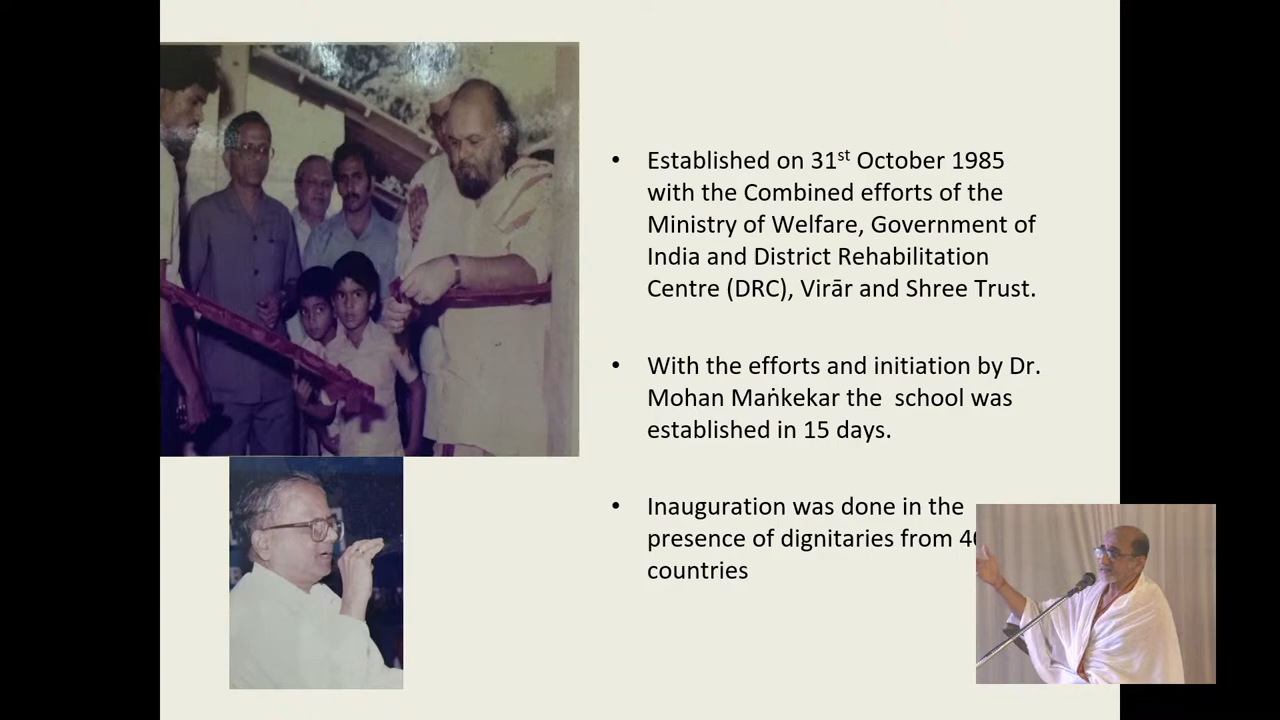 • Established on 31st October 1985
with the Combined efforts of the
Ministry of Welfare, Government of
India and District Rehabilitation
Centre (DRC), Virār and Shree Trust.
• With the efforts and initiation by Dr.
Mohan Maṅkekar the  school was
established in 15 days.
• Inauguration was done in the
presence of dignitaries from
countries